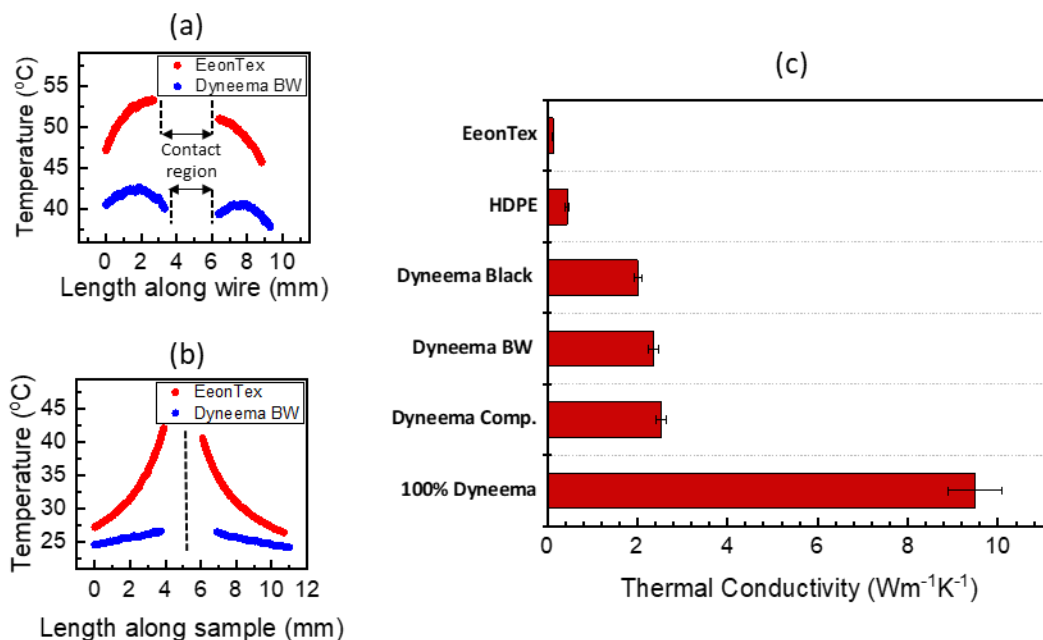 (a)
EeonTex
Dyneema BW
Temperature (⁰C)
55
50
45
40
Contact
region
0 2 4 6 8 10
Length along wire (mm)
(b)
EeonTex
Dyneema BW
Temperature (⁰C)
45
40
35
30
25
0 2 4 6 8 10 12
Length along sample (mm)
(c)
EeonTex
HDPE
Dyneema Black
Dyneema BW
Dyneema Comp.
100% Dyneema
0 2 4 6 8 10
Thermal Conductivity (Wm⁻¹K⁻¹)